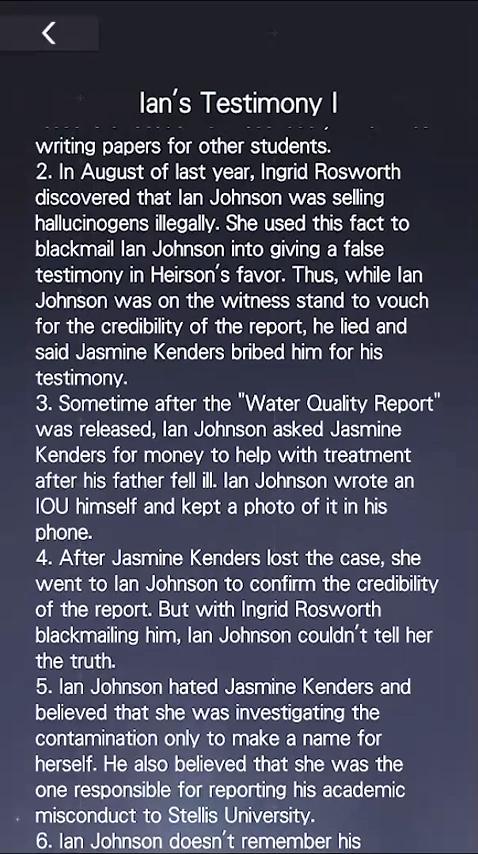 Ian's Testimony I
writing papers for other students.
2. In August of last year, Ingrid Rosworth
discovered that Ian Johnson was selling
hallucinogens illegally. She used this fact to
blackmail Ian Johnson into giving a false
testimony in Heirson's favor. Thus, while Ian
Johnson was on the witness stand to vouch
for the credibility of the report, he lied and
said Jasmine Kenders bribed him for his
testimony.
3. Sometime after the "Water Quality Report"
was released, Ian Johnson asked Jasmine
Kenders for money to help with treatment
after his father fell ill. Ian Johnson wrote an
IOU himself and kept a photo of it in his
phone.
4. After Jasmine Kenders lost the case, she
went to Ian Johnson to confirm the credibility
of the report. But with Ingrid Rosworth
blackmailing him, Ian Johnson couldn't tell her
the truth.
5. Ian Johnson hated Jasmine Kenders and
believed that she was investigating the
contamination only to make a name for
herself. He also believed that she was the
one responsible for reporting his academic
misconduct to Stellis University.
6. Ian Johnson doesn't remember his